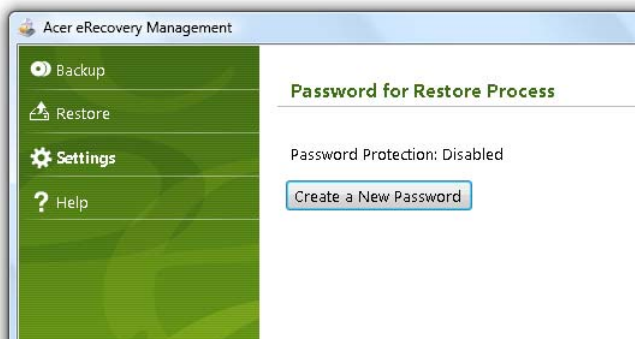 Acer eRecovery Management
Backup
Restore
Settings
Help
Password for Restore Process
Password Protection: Disabled
Create a New Password